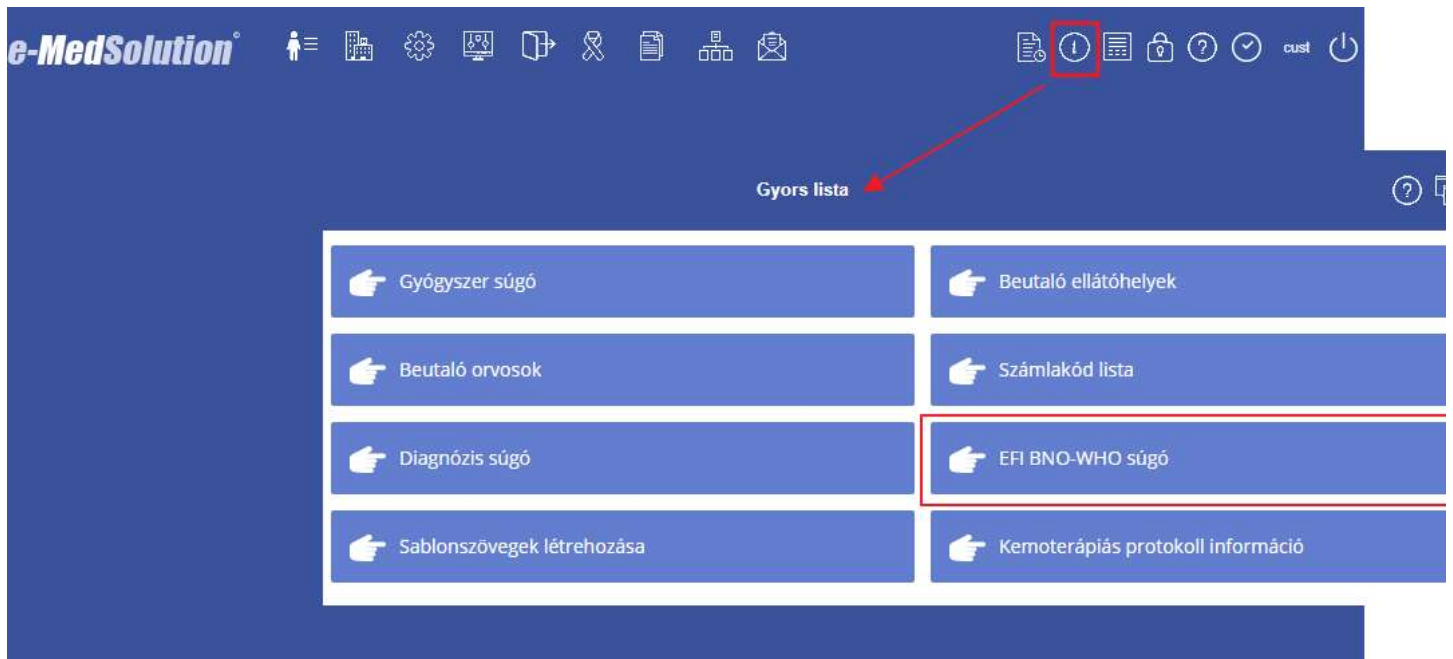 e-MedSolution©
cust
Gyors lista
Gyógyszer súgó
Beutaló ellátóhelyek
Beutaló orvosok
Számlakód lista
Diagnózis súgó
EFI BNO-WHO súgó
Sablonszövegek létrehozása
Kemoterápiás protokoll információ